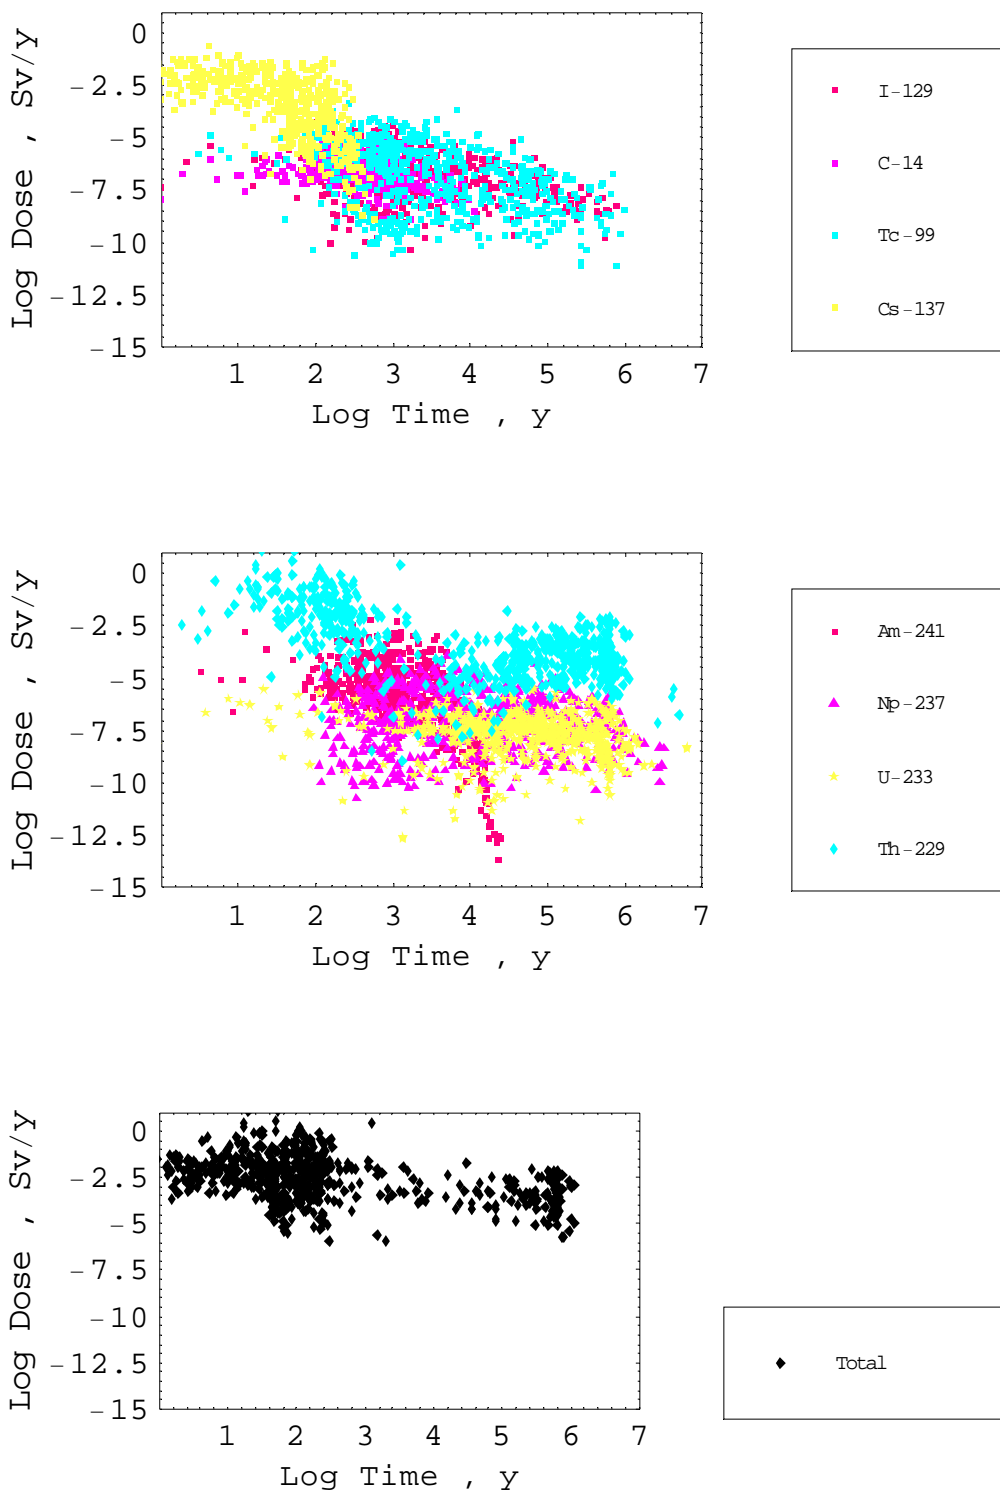 0
-2.5
-5
-7.5
-10
-12.5
-15
Log Dose , Sv/y
1 2 3 4 5 6 7
Log Time , y
I-129
C-14
Tc-99
Cs-137
0
-2.5
-5
-7.5
-10
-12.5
-15
Log Dose , Sv/y
1 2 3 4 5 6 7
Log Time , y
Am-241
Np-237
U-233
Th-229
0
-2.5
-5
-7.5
-10
-12.5
-15
Log Dose , Sv/y
1 2 3 4 5 6 7
Log Time , y
Total